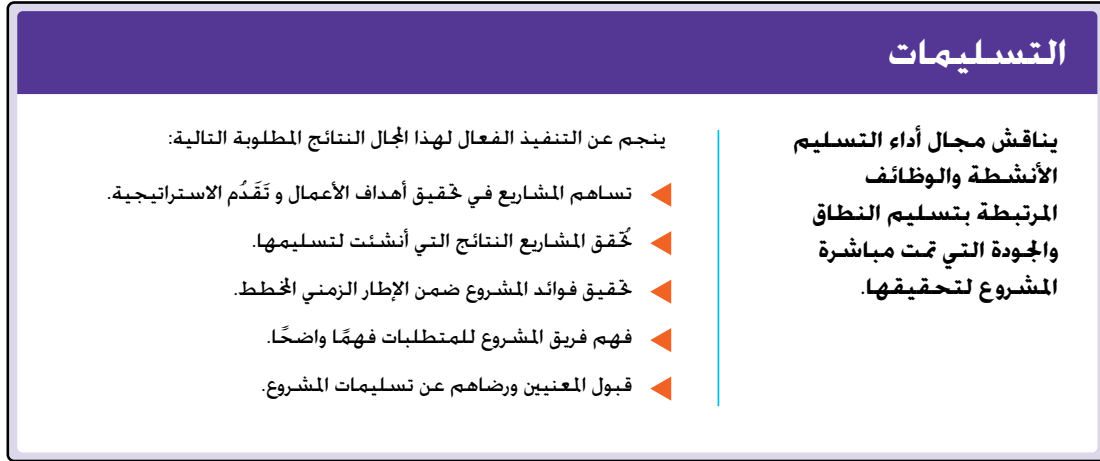 التسليمات
يناقش مجال أداء التسليم
الأنشطة والوظائف
المرتبطة بتسليم النطاق
والجودة التي تمت مباشرة
المشروع لتحقيقها.
ينجم عن التنفيذ الفعال لهذا المجال النتائج المطلوبة التالية:
تساهم المشاريع في تحقيق أهداف الأعمال و تَقَدُم الاستراتيجية.
تُحقق المشاريع النتائج التي أنشئت لتسليمها.
تحقيق فوائد المشروع ضمن الإطار الزمني المخطط.
فهم فريق المشروع للمتطلبات فهمًا واضحًا.
قبول المعنيين ورضاهم عن تسليمات المشروع.